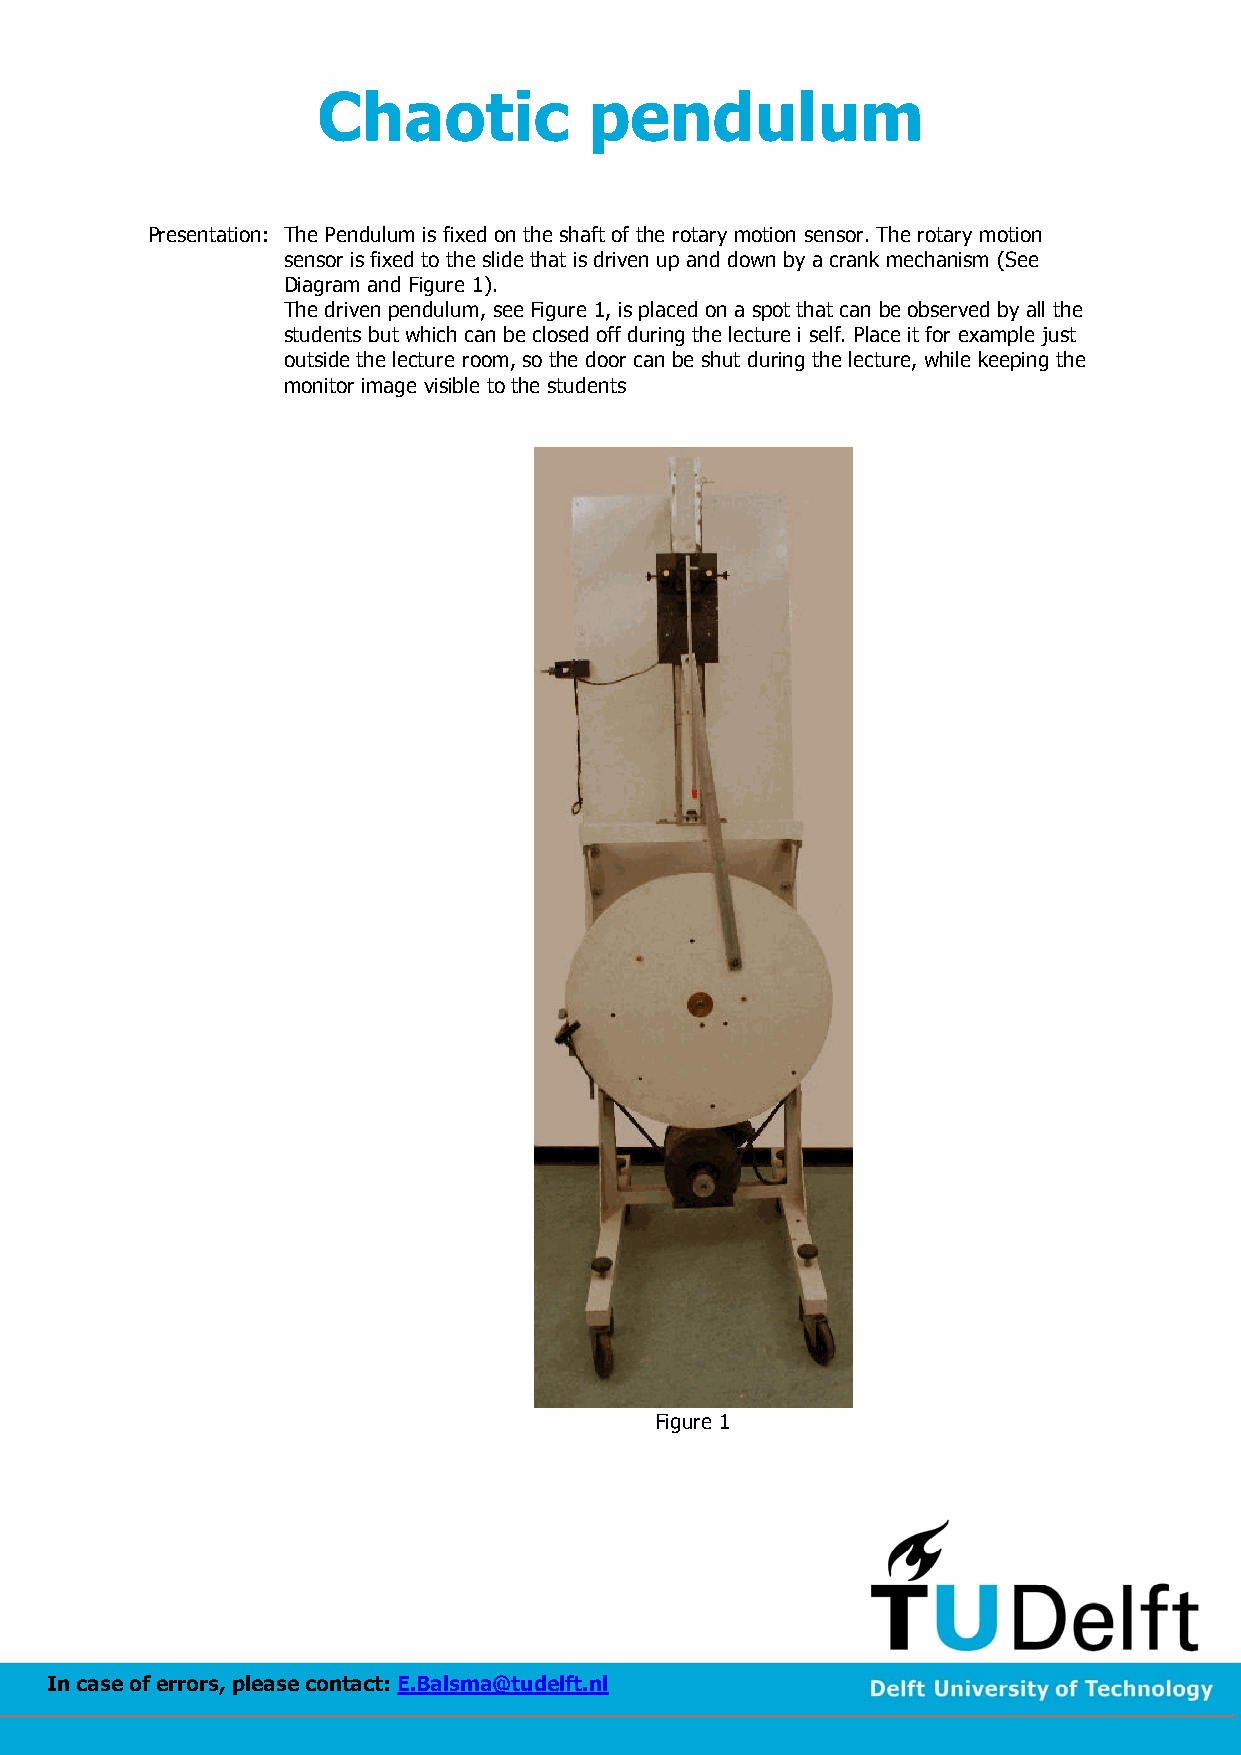 Chaotic pendulum
Presentation: The Pendulum is fixed on the shaft of the rotary motion sensor. The rotary motion
sensor is fixed to the slide that is driven up and down by a crank mechanism (See
Diagram and Figure 1).
The driven pendulum, see Figure 1, is placed on a spot that can be observed by all the
students but which can be closed off during the lecture i self. Place it for example just
outside the lecture room, so the door can be shut during the lecture, while keeping the
monitor image visible to the students
Figure 1
TUDelft
In case of errors, please contact: E.Balsma@tudelft.nl
Delft University of Technology